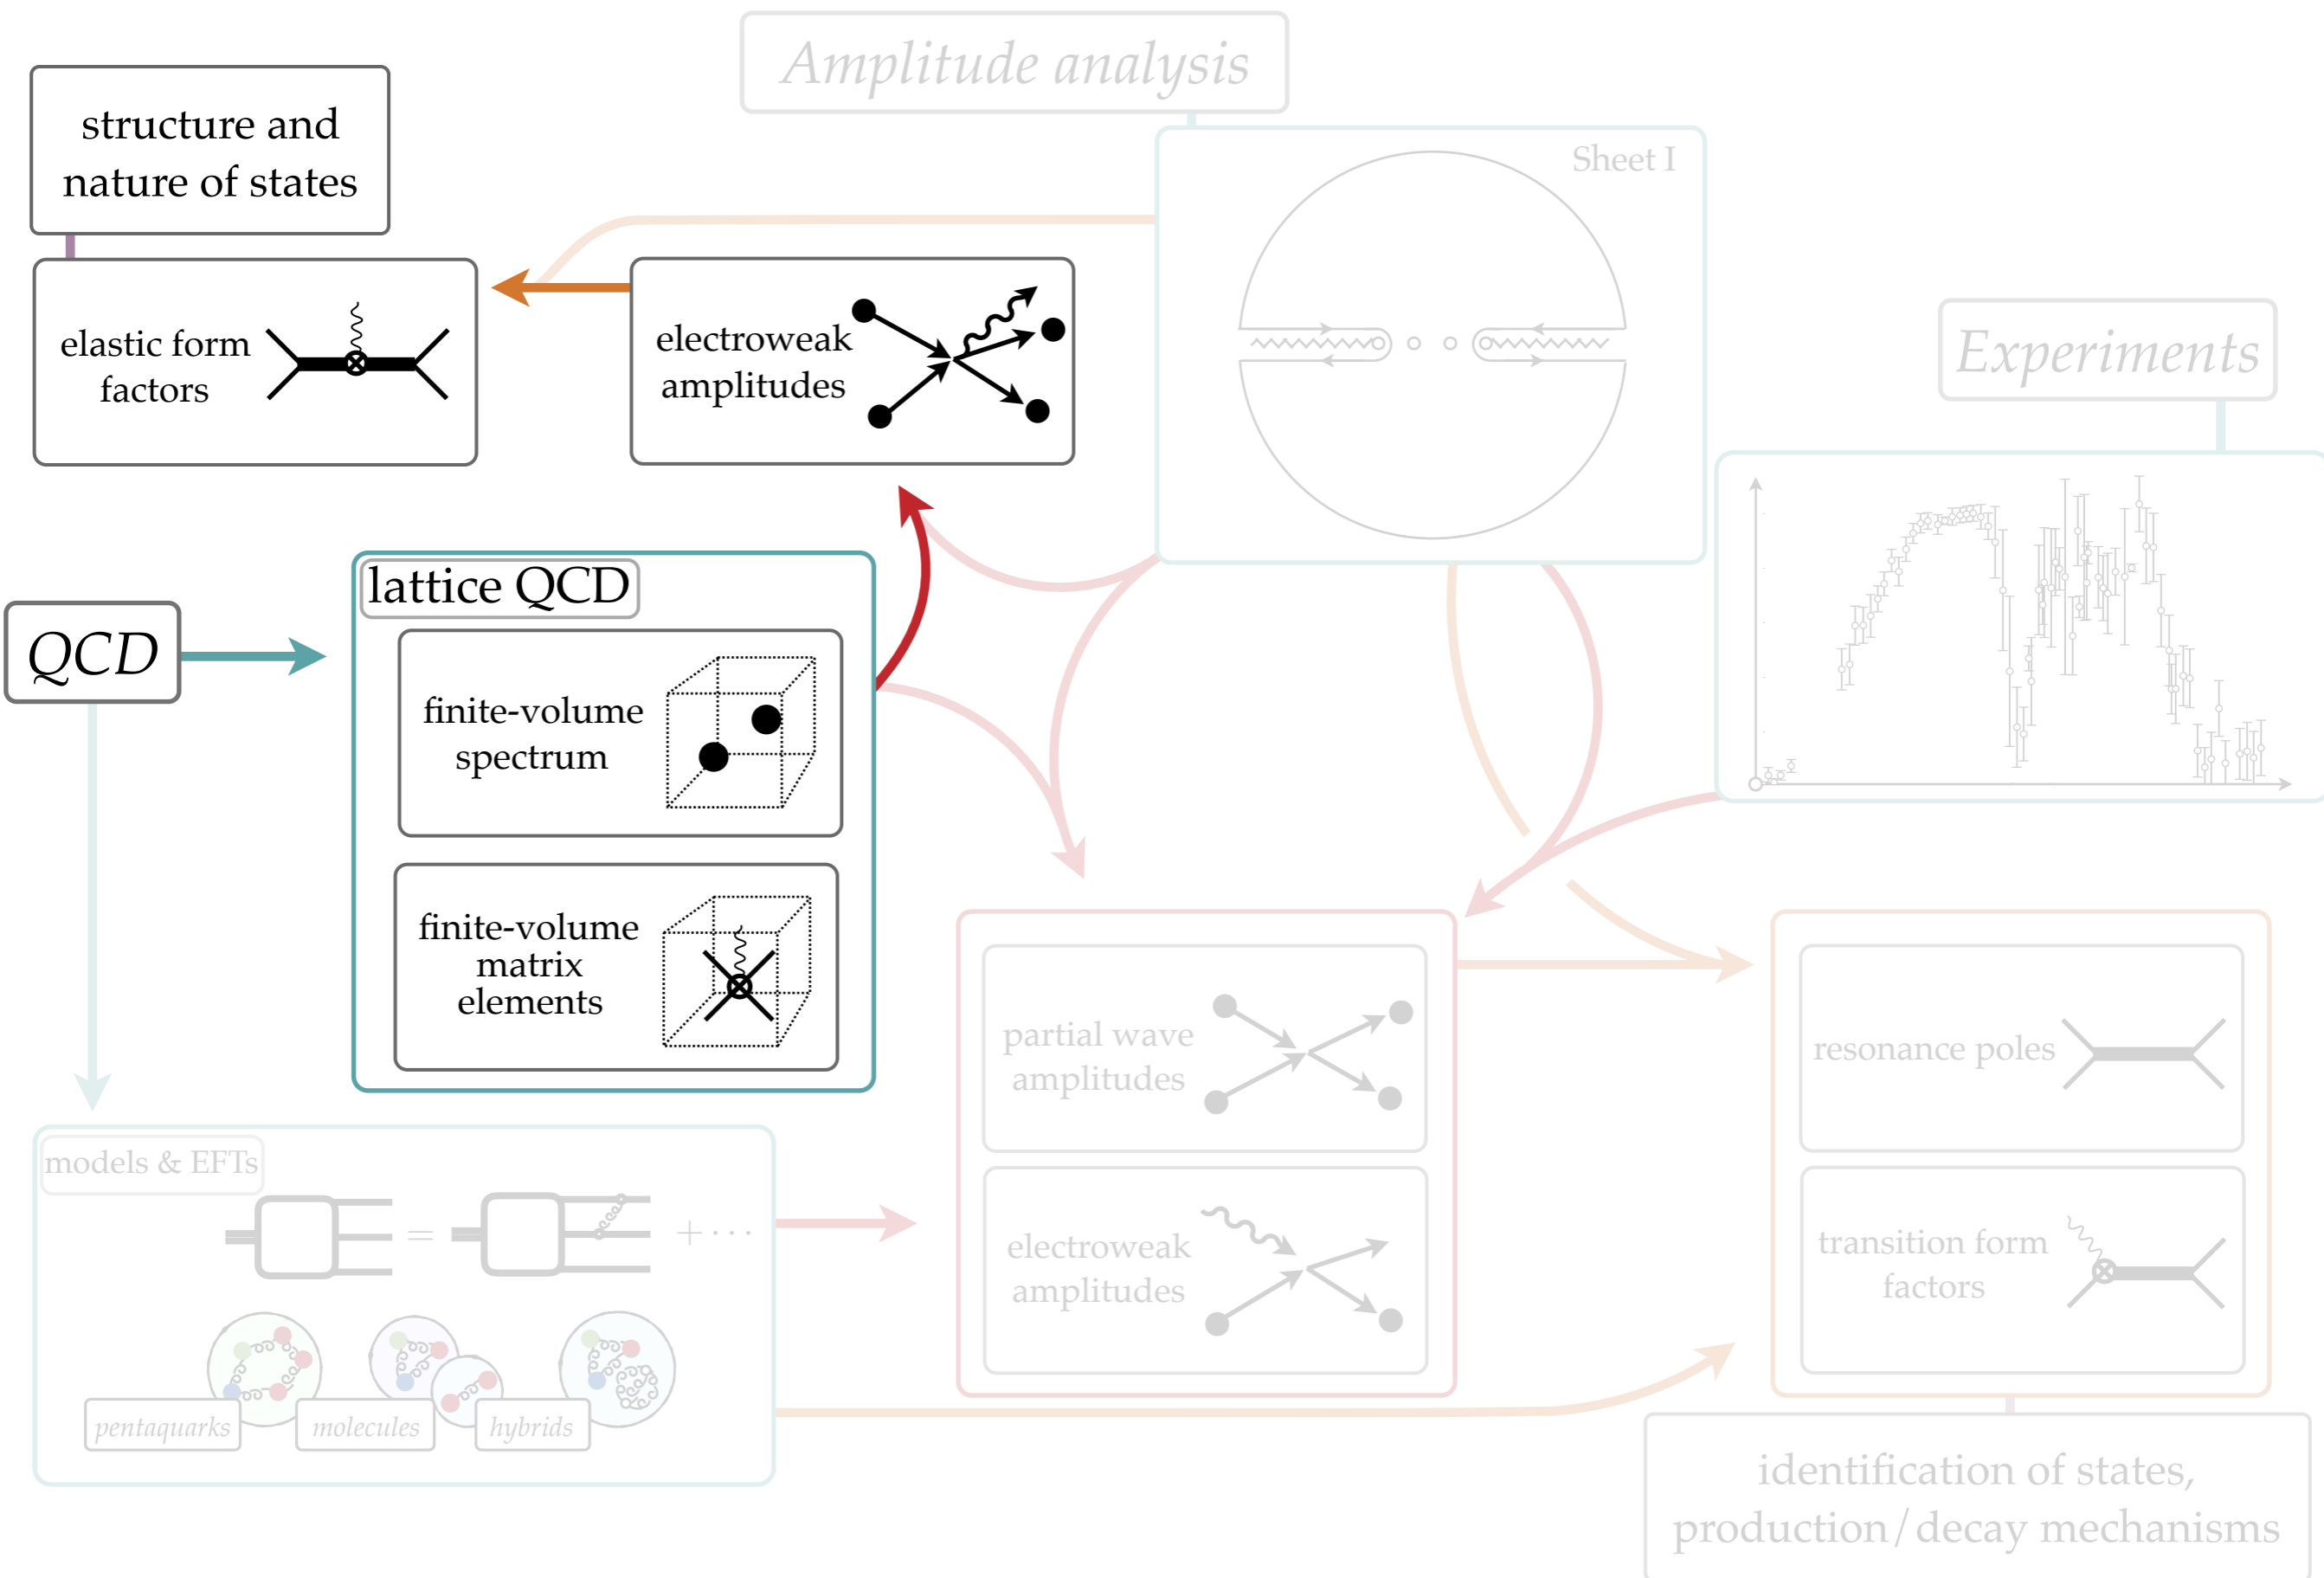 Amplitude analysis
structure and
nature of states
Sheet I
elastic form
factors
electroweak
amplitudes
Experiments
lattice QCD
QCD
finite-volume
spectrum
finite-volume
matrix
elements
partial wave
amplitudes
resonance poles
models & EFTs
= + ···
electroweak
amplitudes
transition form
factors
pentaquarks
molecules
hybrids
identification of states,
production/decay mechanisms